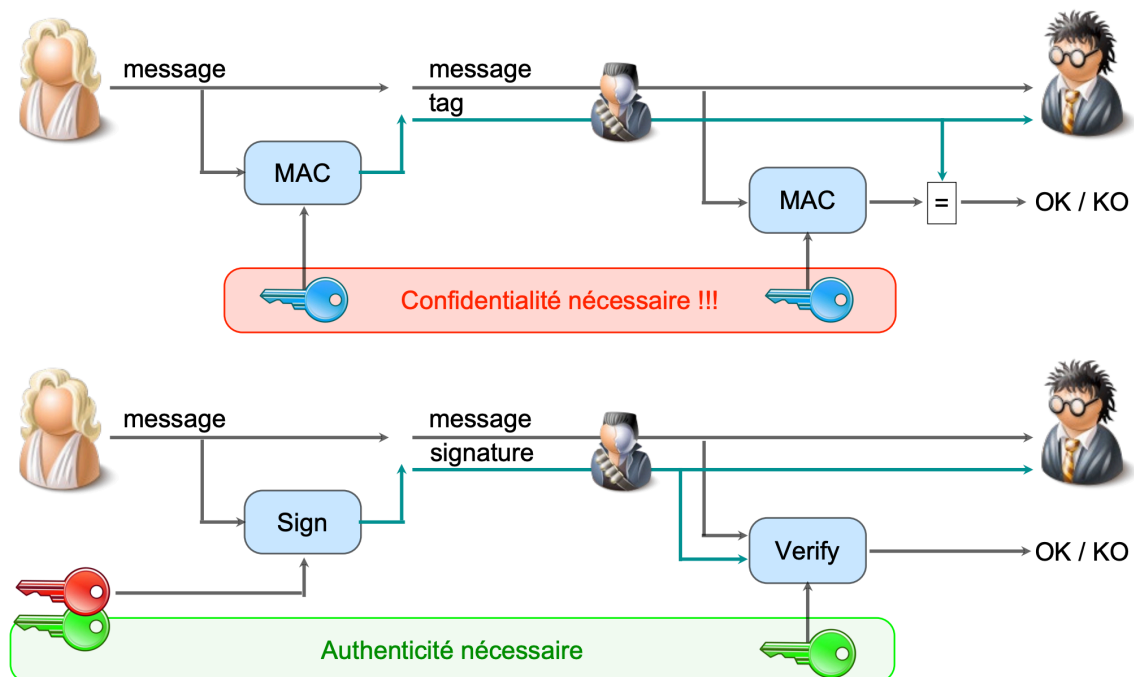 message
message
tag
MAC
MAC
=
OK / KO
Confidentialité nécessaire !!!
message
message
signature
Sign
Verify
OK / KO
Authenticité nécessaire